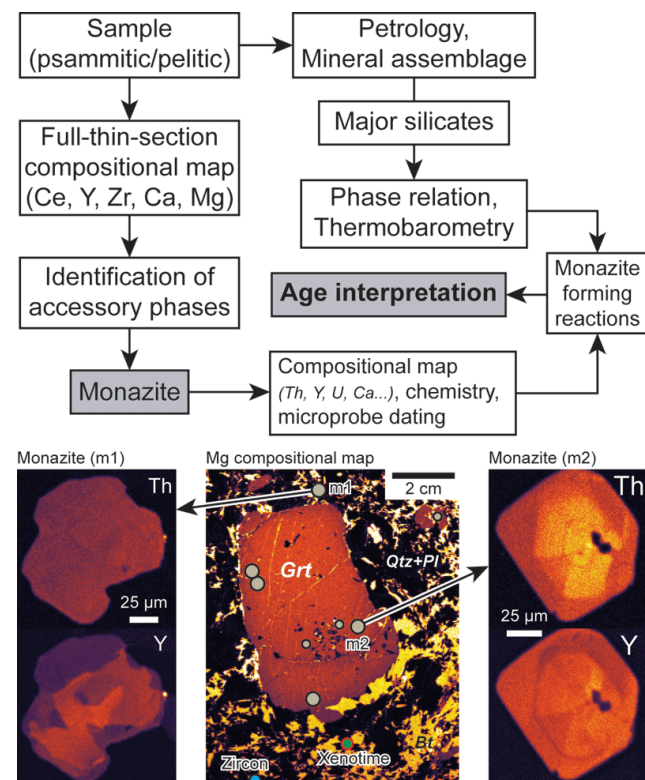 Sample
(psammitic/pelitic)
Petrology,
Mineral assemblage
Full-thin-section
compositional map
(Ce, Y, Zr, Ca, Mg)
Major silicates
Phase relation,
Thermobarometry
Identification of
accessory phases
Age interpretation
Monazite
forming
reactions
Monazite
Compositional map
(Th, Y, U, Ca...), chemistry,
microprobe dating
Monazite (m1)
Mg compositional map
Monazite (m2)
Th
25 µm
Y
2 cm
m1
Grt
Qtz+Pl
m2
Bt
Xenotime
Zircon
Th
25 µm
Y